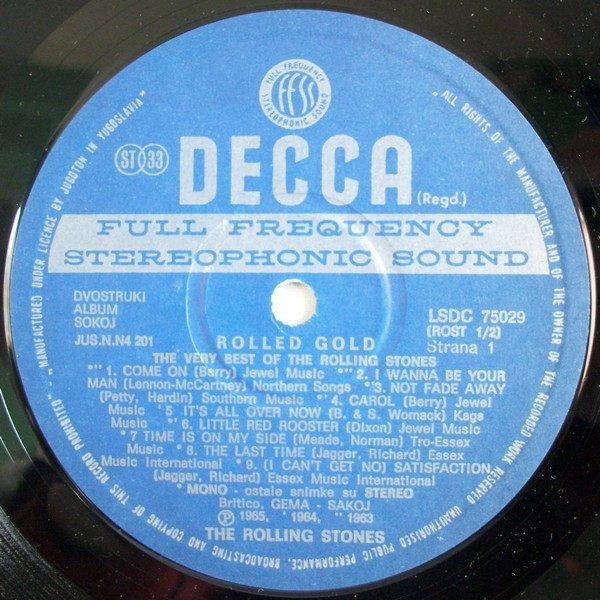 FULL FREQUENCY
ffss
STEREOPHONIC SOUND
ST 33
DECCA (Regd.)
FULL FREQUENCY
STEREOPHONIC SOUND
DVOSTRUKI
ALBUM
SOKOJ
JUS.N.N4 201
LSDC 75029
(ROST 1/2)
Strana 1
ROLLED GOLD
THE VERY BEST OF THE ROLLING STONES
*'' 1. COME ON (Berry) Jewel Music *'' 2. I WANNA BE YOUR
MAN (Lennon-McCartney) Northern Songs *' 3. NOT FADE AWAY
(Petty, Hardin) Southern Music *' 4. CAROL (Berry) Jewel
Music *' 5 IT'S ALL OVER NOW (B. & S. Womack) Kags
Music *' 6. LITTLE RED ROOSTER (Dixon) Jewel Music
*' 7 TIME IS ON MY SIDE (Meade, Norman) Tro-Essex
Music * 8. THE LAST TIME (Jagger, Richard) Essex
Music International * 9. (I CAN'T GET NO) SATISFACTION
(Jagger, Richard) Essex Music International
* MONO - ostale snimke su STEREO
Britico, GEMA - SAKOJ
Ⓟ 1965, ' 1964, '' 1963
THE ROLLING STONES
MANUFACTURED UNDER LICENCE BY JUGOTON IN YUGOSLAVIA"
"ALL RIGHTS OF THE MANUFACTURER AND OF THE OWNER OF THE RECORDED WORK RESERVED UNAUTHORISED PUBLIC PERFORMANCE, BROADCASTING AND COPYING OF THIS RECORD PROHIBITED"